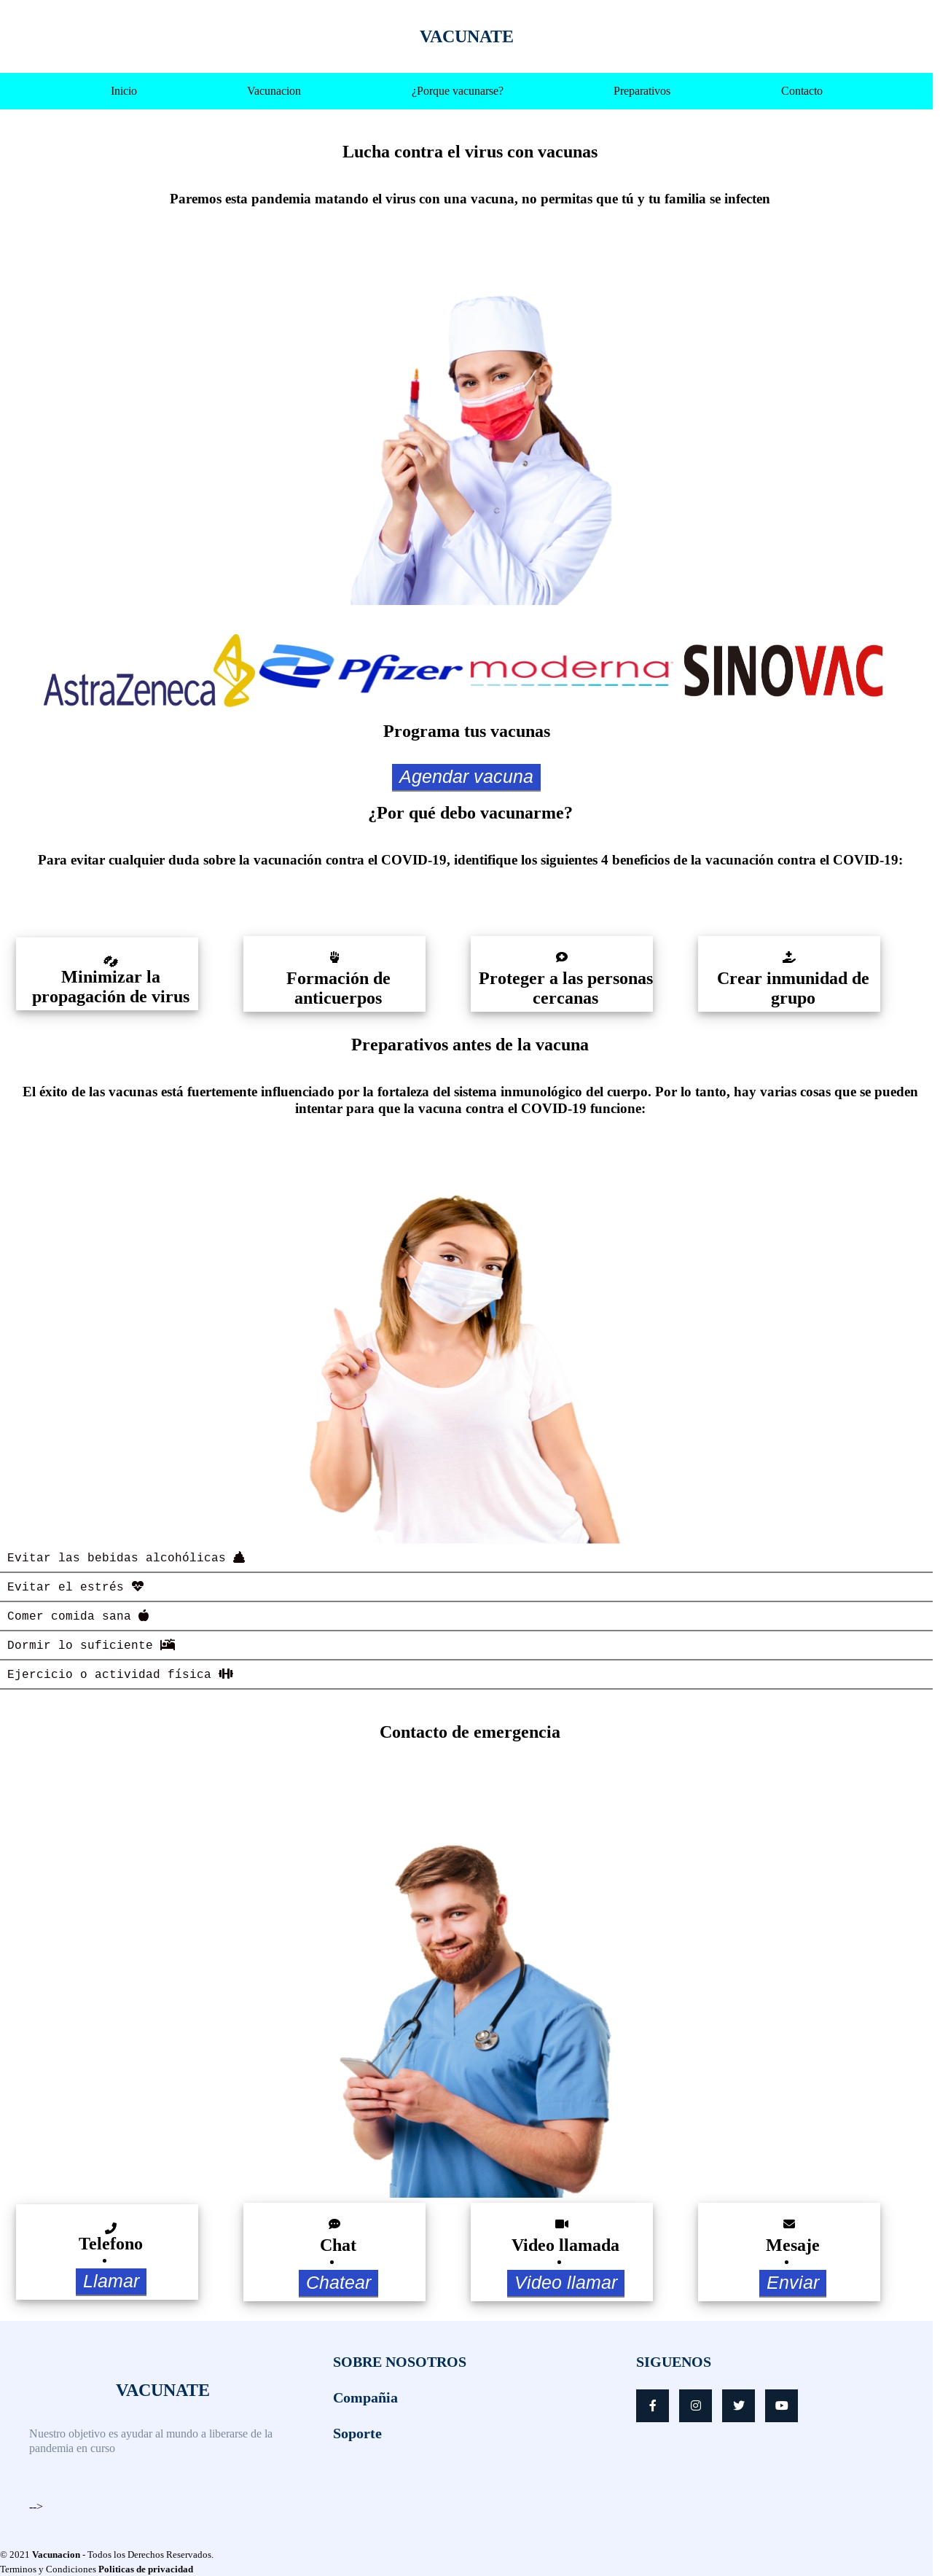 VACUNATE
Inicio
Vacunacion
¿Porque vacunarse?
Preparativos
Contacto
Lucha contra el virus con vacunas
Paremos esta pandemia matando el virus con una vacuna, no permitas que tú y tu familia se infecten
AstraZeneca
Pfizer
moderna
SINOVAC
Programa tus vacunas
Agendar vacuna
¿Por qué debo vacunarme?
Para evitar cualquier duda sobre la vacunación contra el COVID-19, identifique los siguientes 4 beneficios de la vacunación contra el COVID-19:
Minimizar la
propagación de virus
Formación de
anticuerpos
Proteger a las personas
cercanas
Crear inmunidad de
grupo
Preparativos antes de la vacuna
El éxito de las vacunas está fuertemente influenciado por la fortaleza del sistema inmunológico del cuerpo. Por lo tanto, hay varias cosas que se pueden
intentar para que la vacuna contra el COVID-19 funcione:
Evitar las bebidas alcohólicas
Evitar el estrés
Comer comida sana
Dormir lo suficiente
Ejercicio o actividad física
Contacto de emergencia
Telefono
Llamar
Chat
Chatear
Video llamada
Video llamar
Mesaje
Enviar
VACUNATE
Nuestro objetivo es ayudar al mundo a liberarse de la
pandemia en curso
-->
SOBRE NOSOTROS
Compañia
Soporte
SIGUENOS
© 2021 Vacunacion - Todos los Derechos Reservados.
Terminos y Condiciones Politicas de privacidad